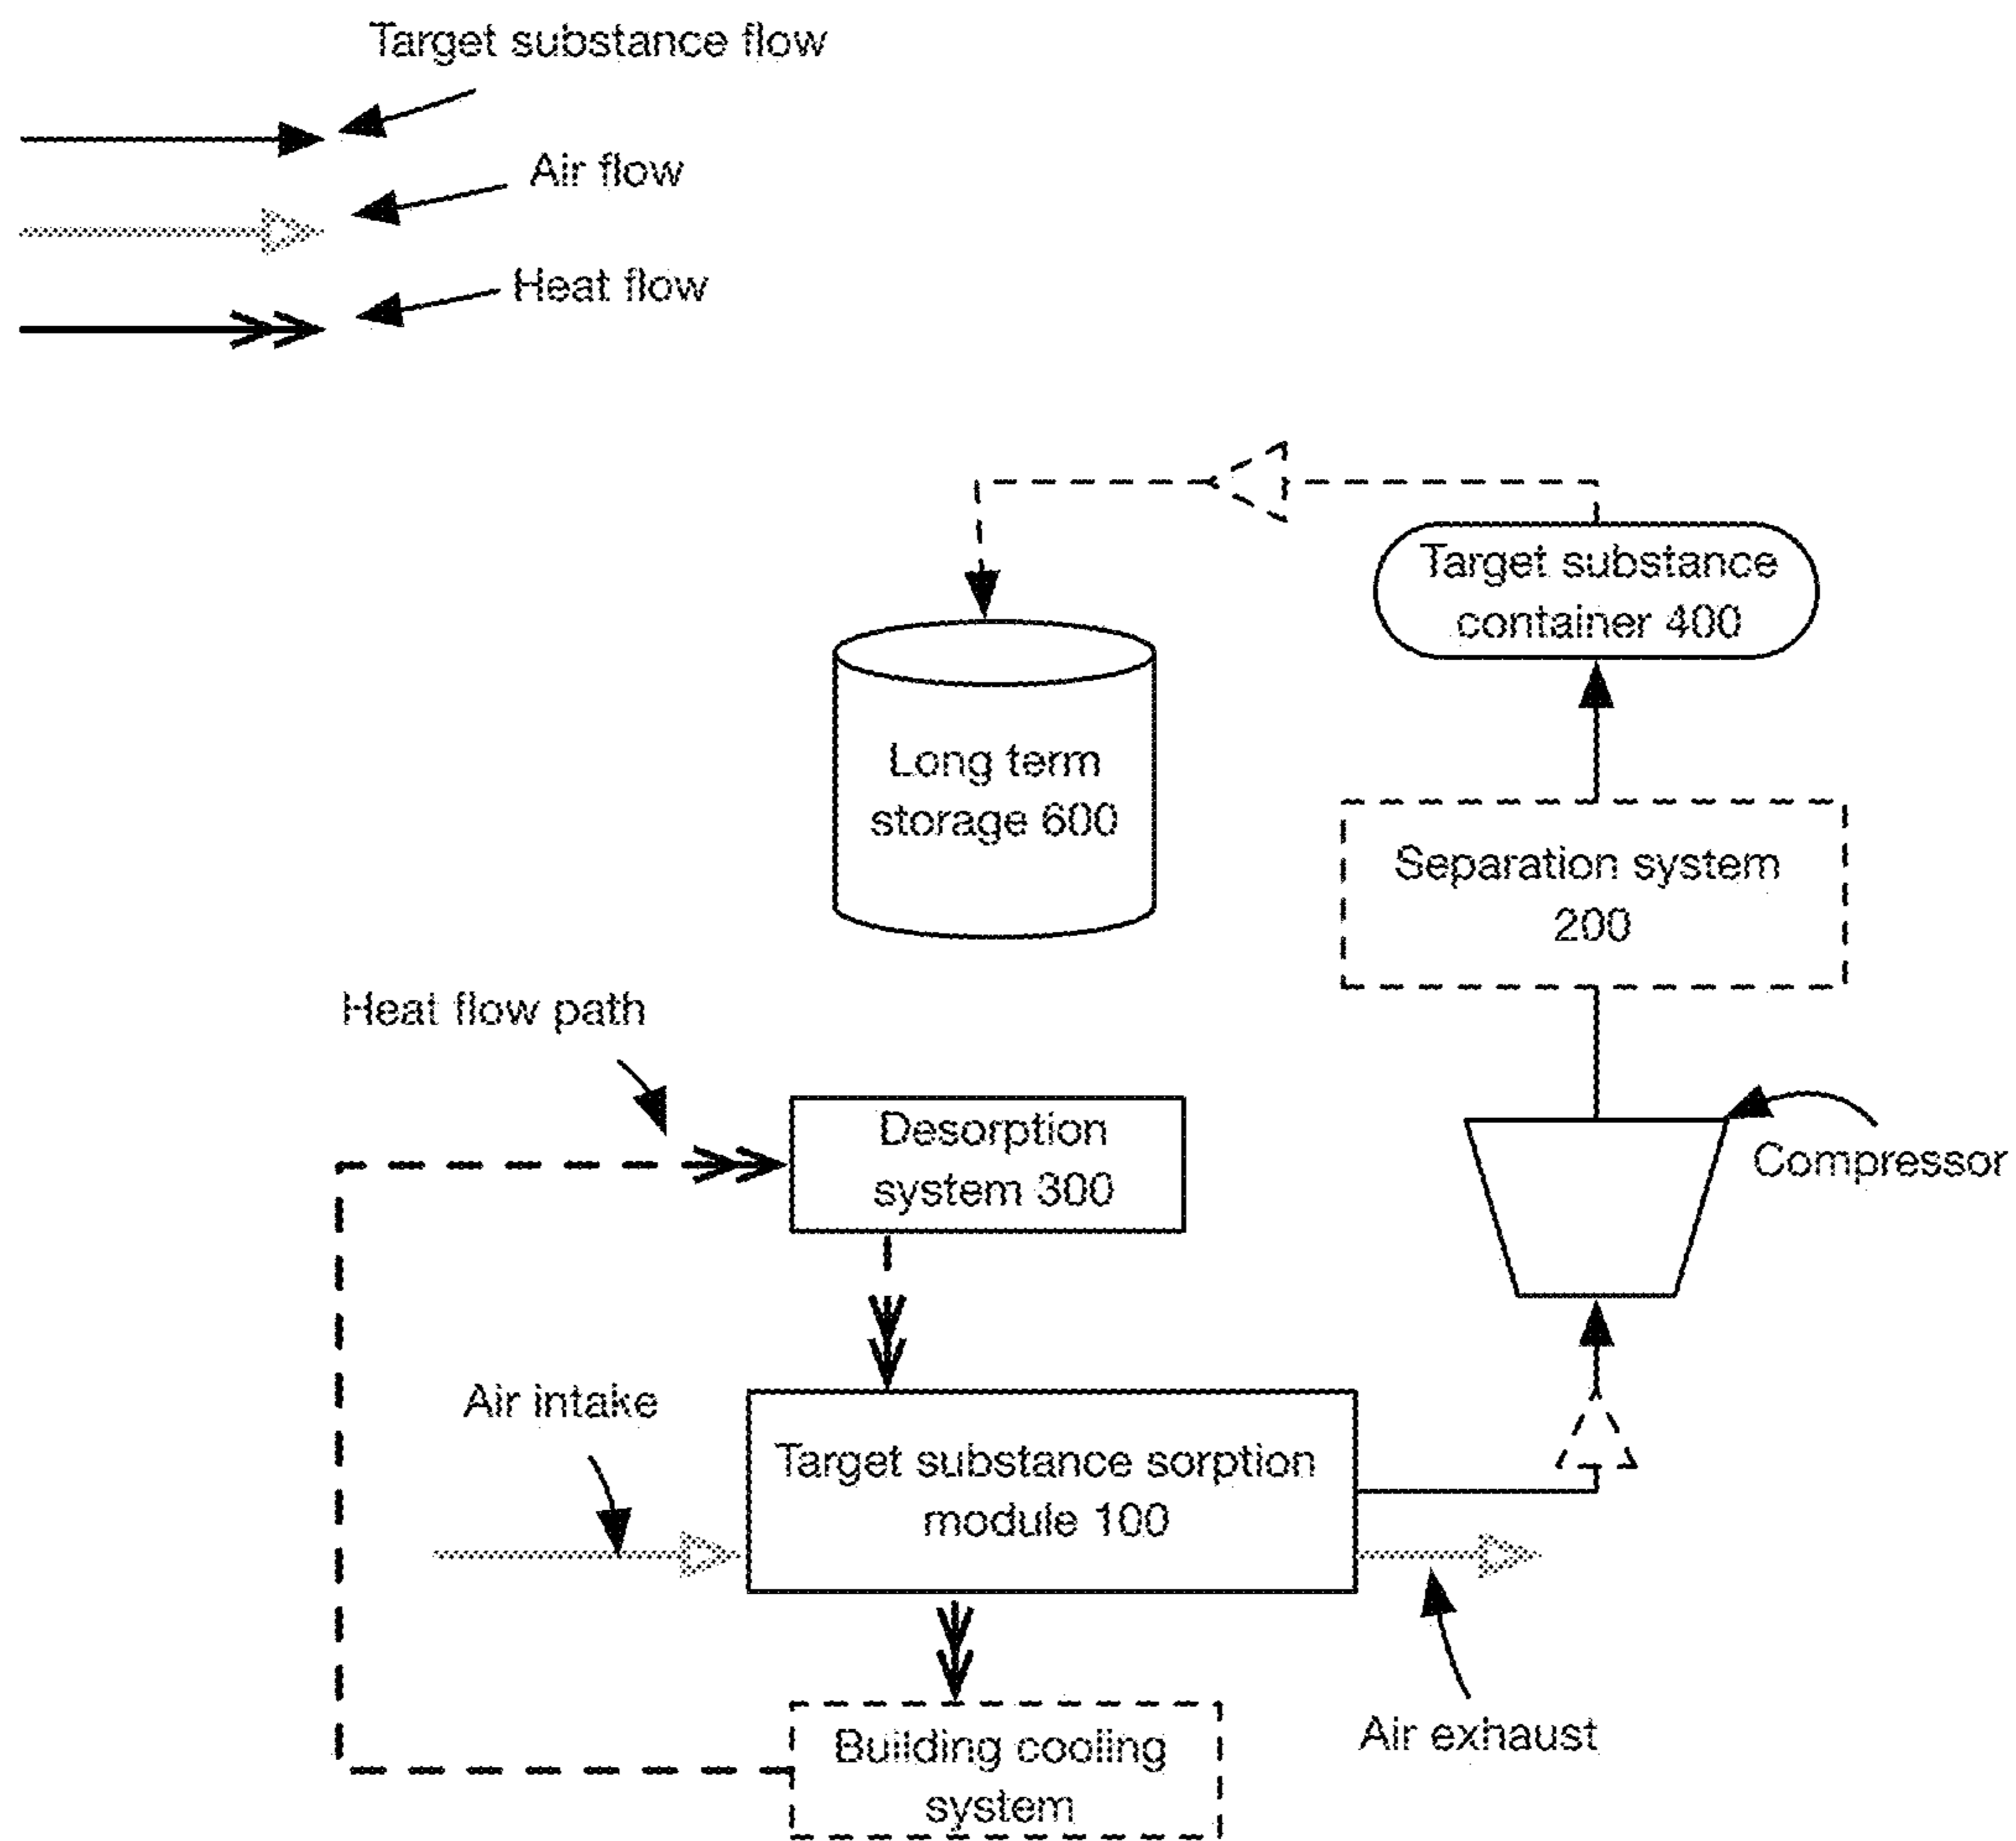 Target substance flow
Air flow
Heat flow
Target substance
container 400
Long term
storage 600
Separation system
200
Heat flow path
Desorption
system 300
Compressor
Air intake
Target substance sorption
module 100
Air exhaust
Building cooling
system